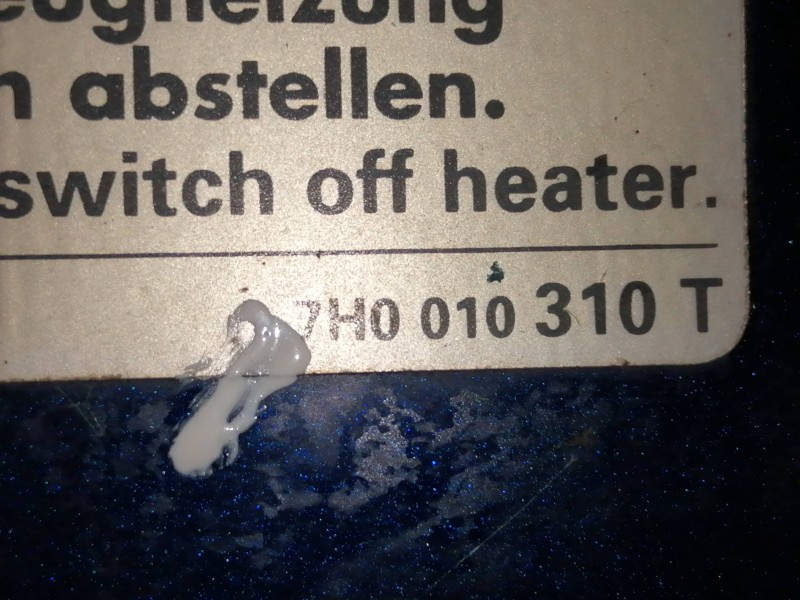 abstellen.
switch off heater.
7H0 010 310 T